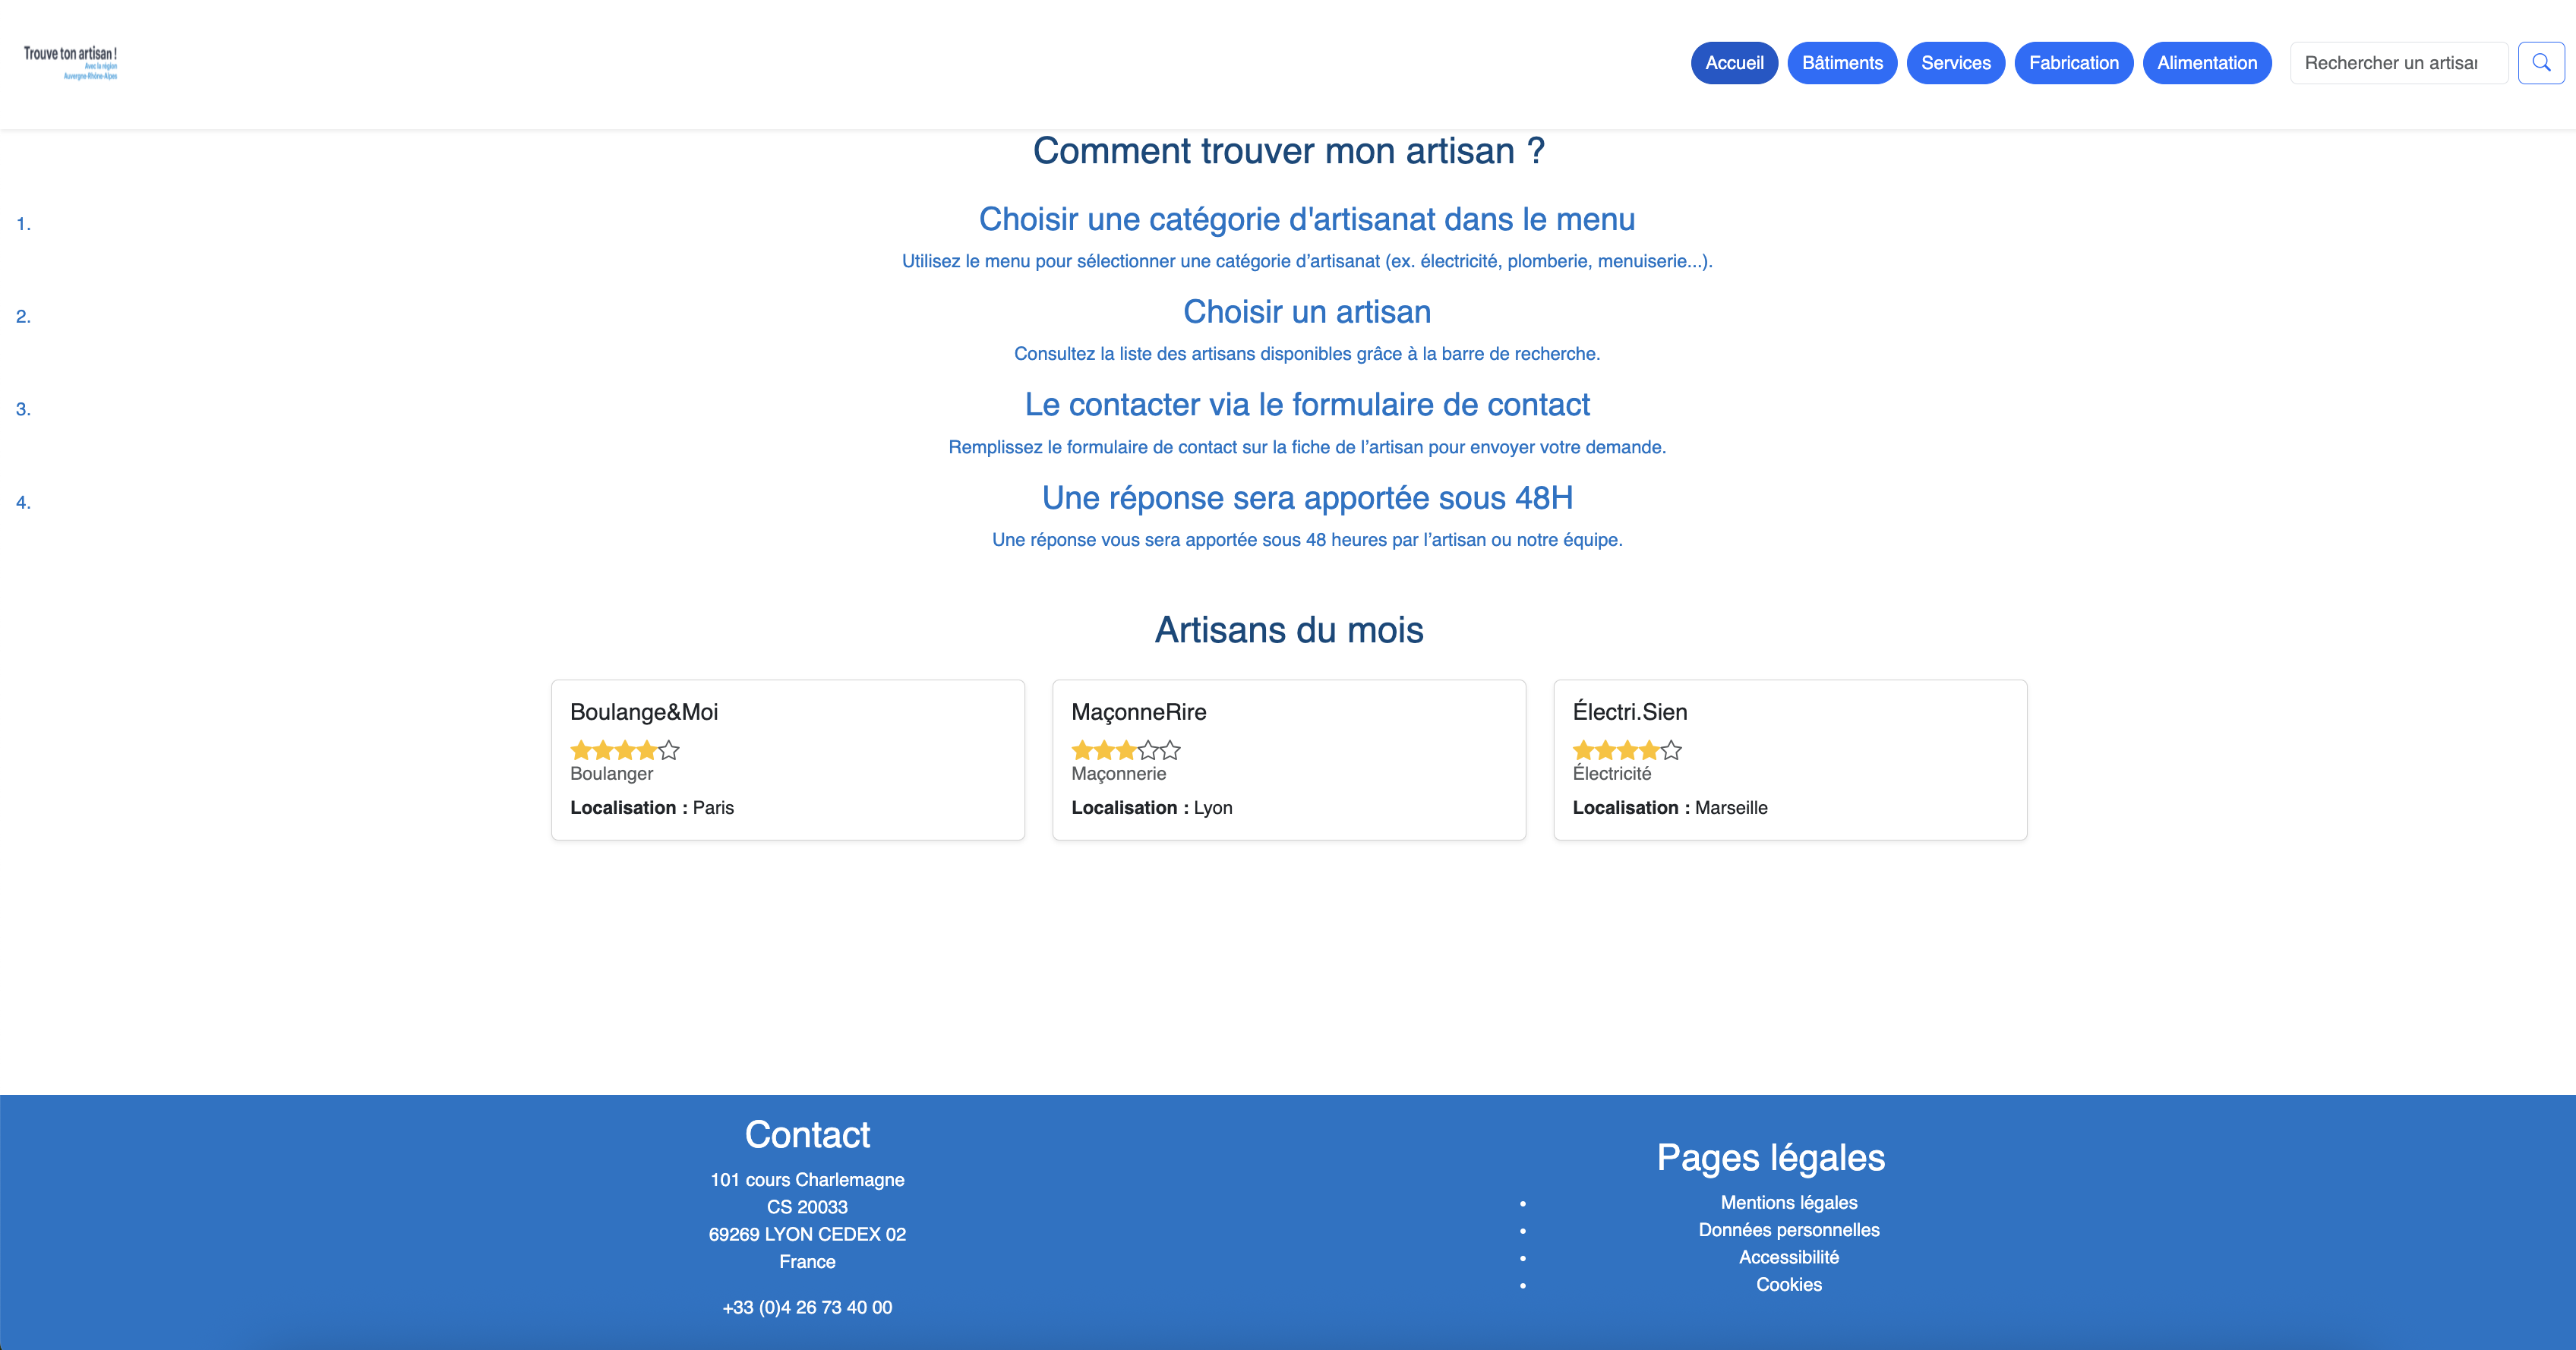 Trouve ton artisan !
Avec la région
Auvergne-Rhône-Alpes
Accueil
Bâtiments
Services
Fabrication
Alimentation
Rechercher un artisan
Comment trouver mon artisan ?
1. Choisir une catégorie d'artisanat dans le menu
Utilisez le menu pour sélectionner une catégorie d’artisanat (ex. électricité, plomberie, menuiserie...).
2. Choisir un artisan
Consultez la liste des artisans disponibles grâce à la barre de recherche.
3. Le contacter via le formulaire de contact
Remplissez le formulaire de contact sur la fiche de l’artisan pour envoyer votre demande.
4. Une réponse sera apportée sous 48H
Une réponse vous sera apportée sous 48 heures par l’artisan ou notre équipe.
Artisans du mois
Boulange&Moi
Boulanger
Localisation : Paris
MaçonneRire
Maçonnerie
Localisation : Lyon
Électri.Sien
Électricité
Localisation : Marseille
Contact
101 cours Charlemagne
CS 20033
69269 LYON CEDEX 02
France
+33 (0)4 26 73 40 00
Pages légales
• Mentions légales
• Données personnelles
• Accessibilité
• Cookies